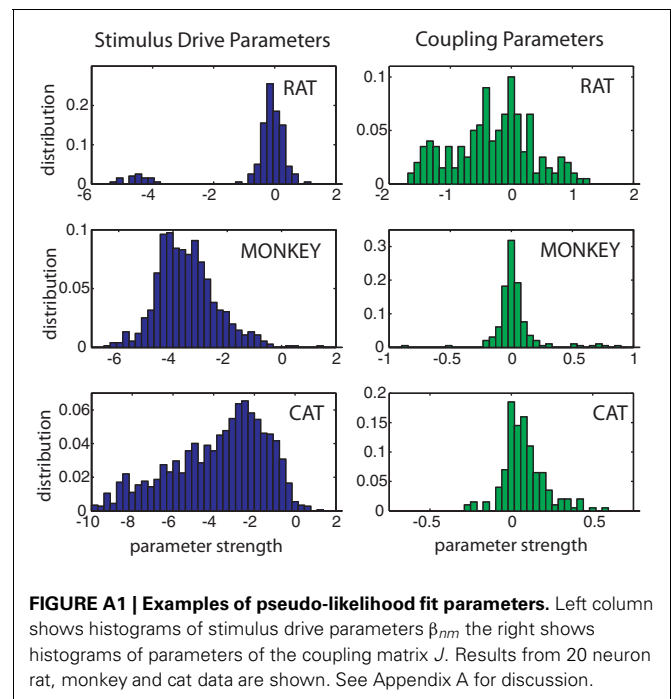 Stimulus Drive Parameters
Coupling Parameters
RAT
distribution
0.2
0.1
0
-6 -4 -2 0 2
RAT
0.1
0.05
0
-2 -1 0 1 2
MONKEY
distribution
0.1
0.05
0
-6 -4 -2 0 2
MONKEY
0.3
0.2
0.1
0
-1 -0.5 0 0.5 1
CAT
distribution
0.06
0.04
0.02
0
-10 -8 -6 -4 -2 0 2
parameter strength
CAT
0.2
0.15
0.1
0.05
0
-0.5 0 0.5
parameter strength
FIGURE A1 | Examples of pseudo-likelihood fit parameters. Left column
shows histograms of stimulus drive parameters βnm the right shows
histograms of parameters of the coupling matrix J. Results from 20 neuron
rat, monkey and cat data are shown. See Appendix A for discussion.